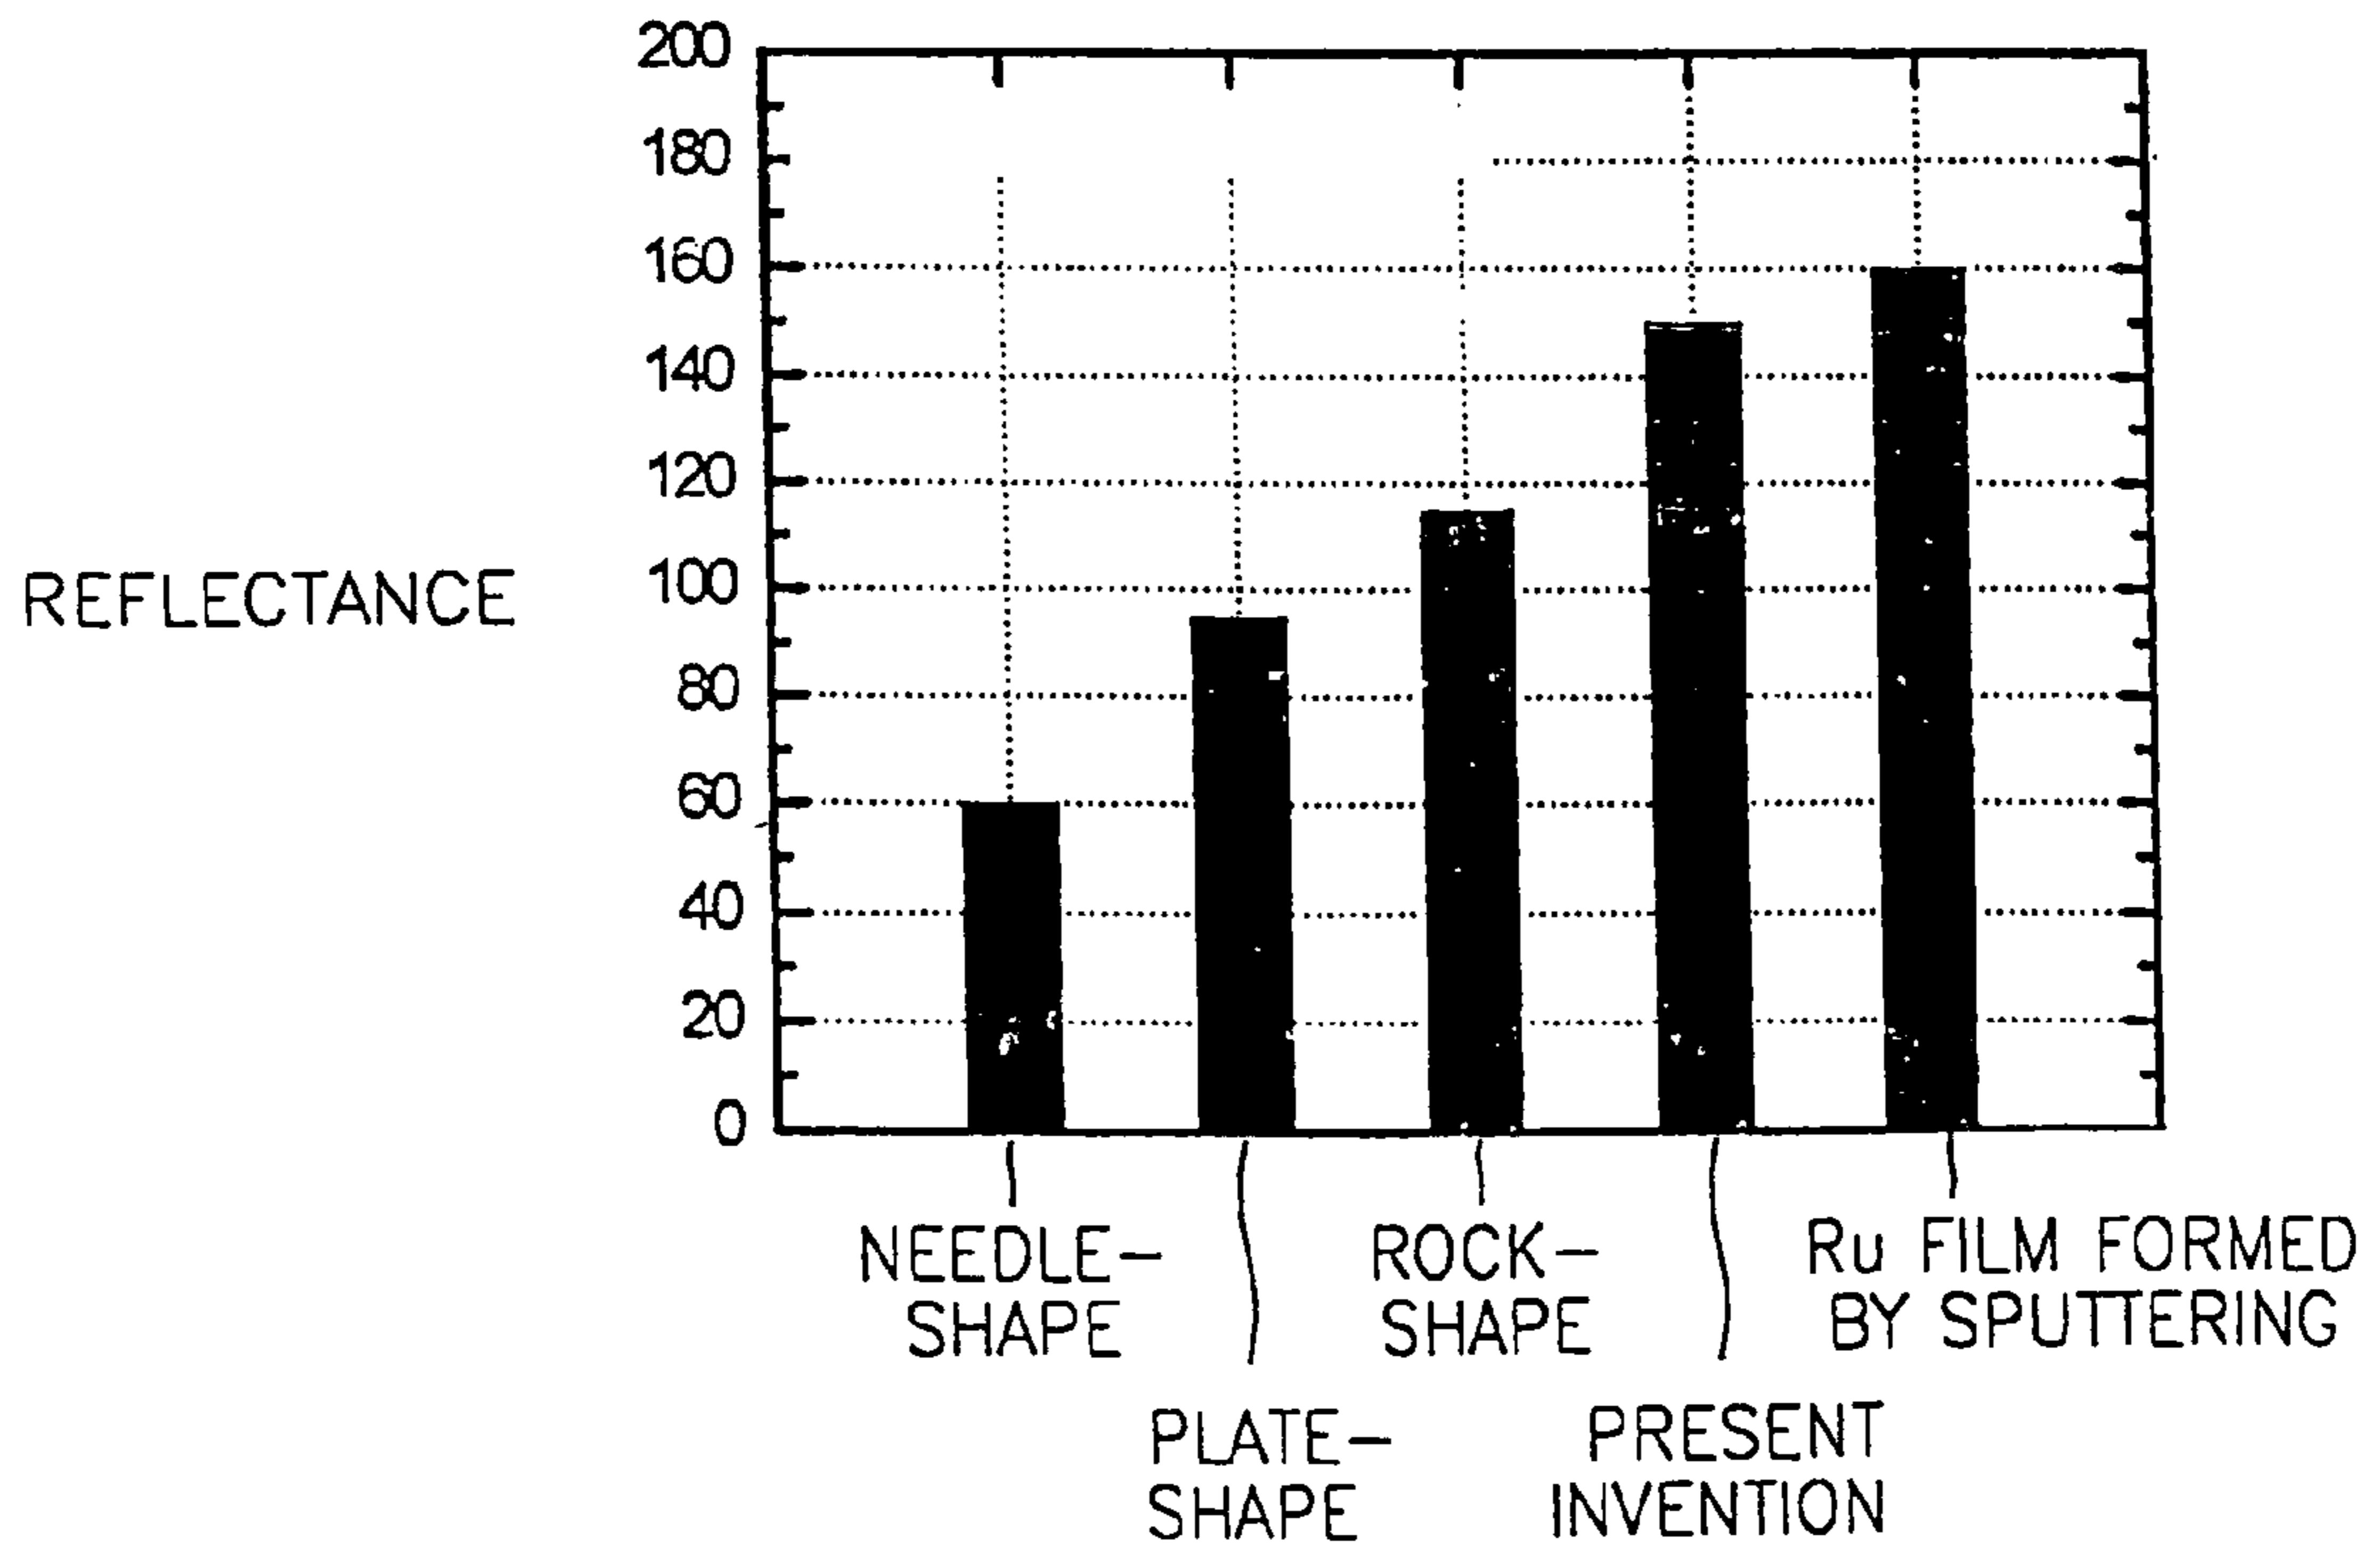 200
180
160
140
120
100
80
60
40
20
0
REFLECTANCE
NEEDLE-
SHAPE
PLATE-
SHAPE
ROCK-
SHAPE
PRESENT
INVENTION
Ru FILM FORMED
BY SPUTTERING